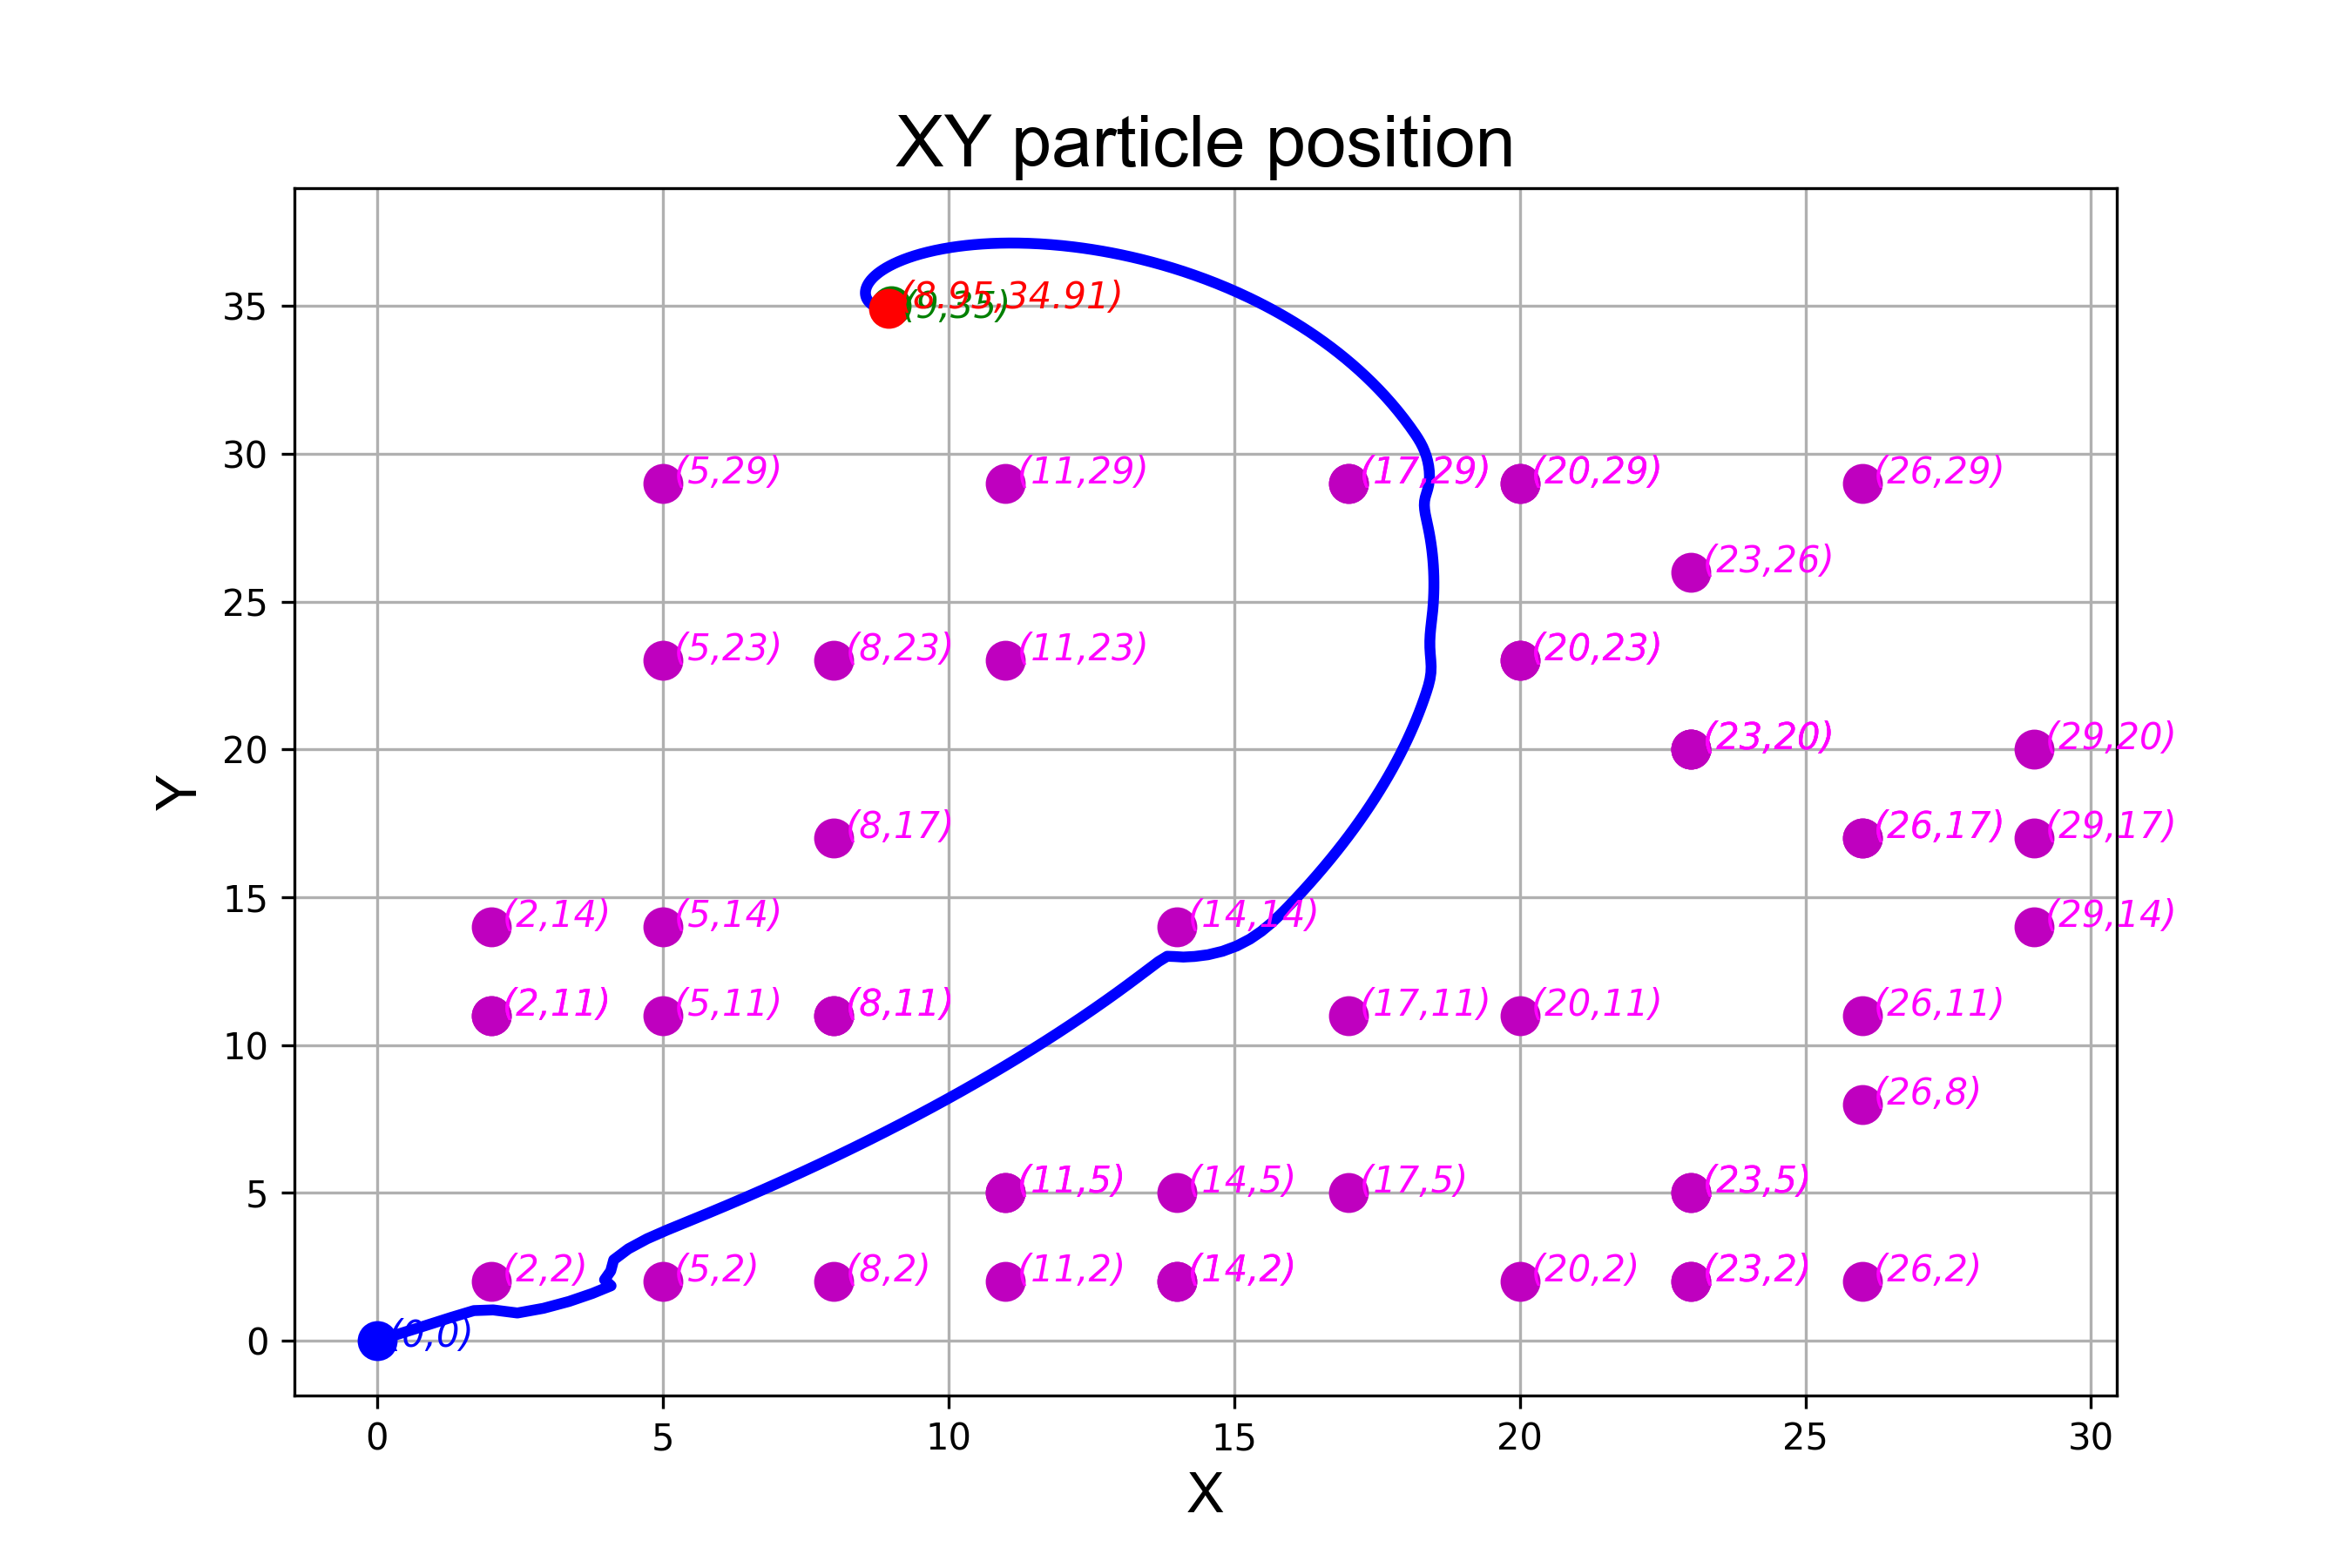 XY particle position
35
(8.95,34.91)
(9,35)
30
(5,29) (11,29) (17,29) (20,29) (26,29)
(23,26)
25
(5,23) (8,23) (11,23) (20,23)
20
(23,20) (29,20)
Y
(8,17) (26,17) (29,17)
15
(2,14) (5,14) (14,14) (29,14)
(2,11) (5,11) (8,11) (17,11) (20,11) (26,11)
10
(26,8)
5
(11,5) (14,5) (17,5) (23,5)
(2,2) (5,2) (8,2) (11,2) (14,2) (20,2) (23,2) (26,2)
0
(0,0)
0 5 10 15 20 25 30
X